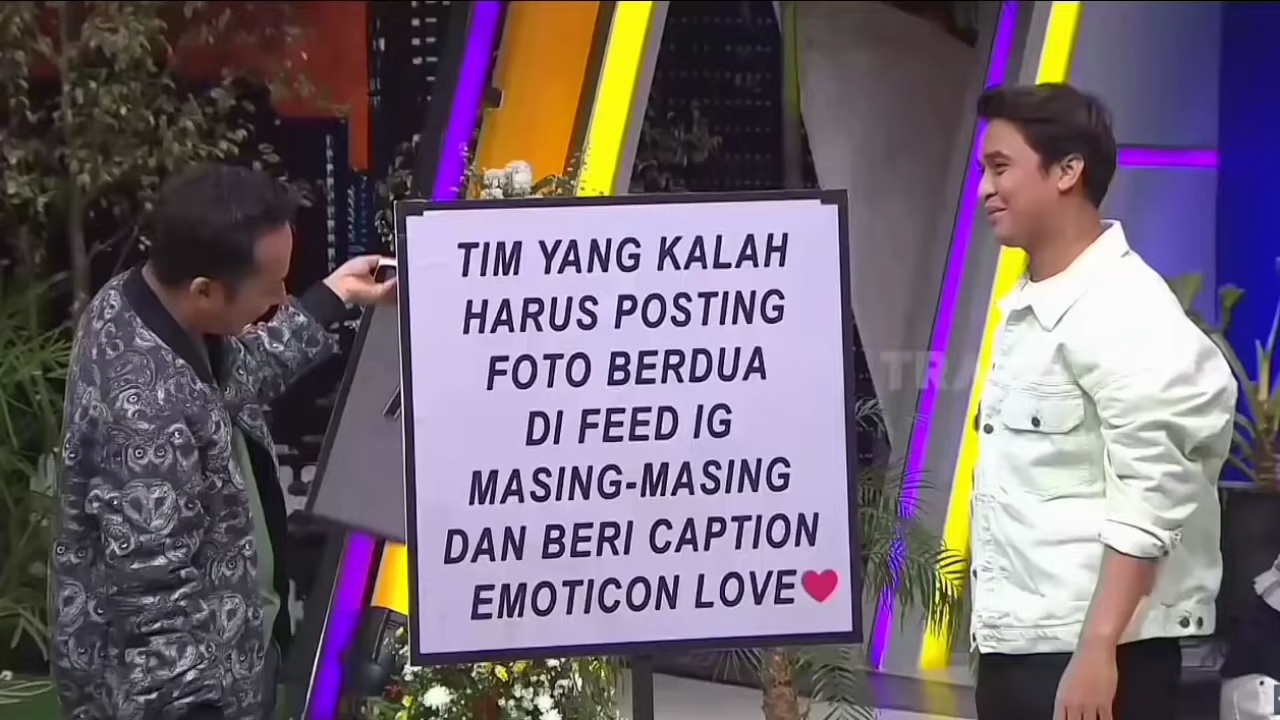 TIM YANG KALAH
HARUS POSTING
FOTO BERDUA
DI FEED IG
MASING-MASING
DAN BERI CAPTION
EMOTICON LOVE❤️